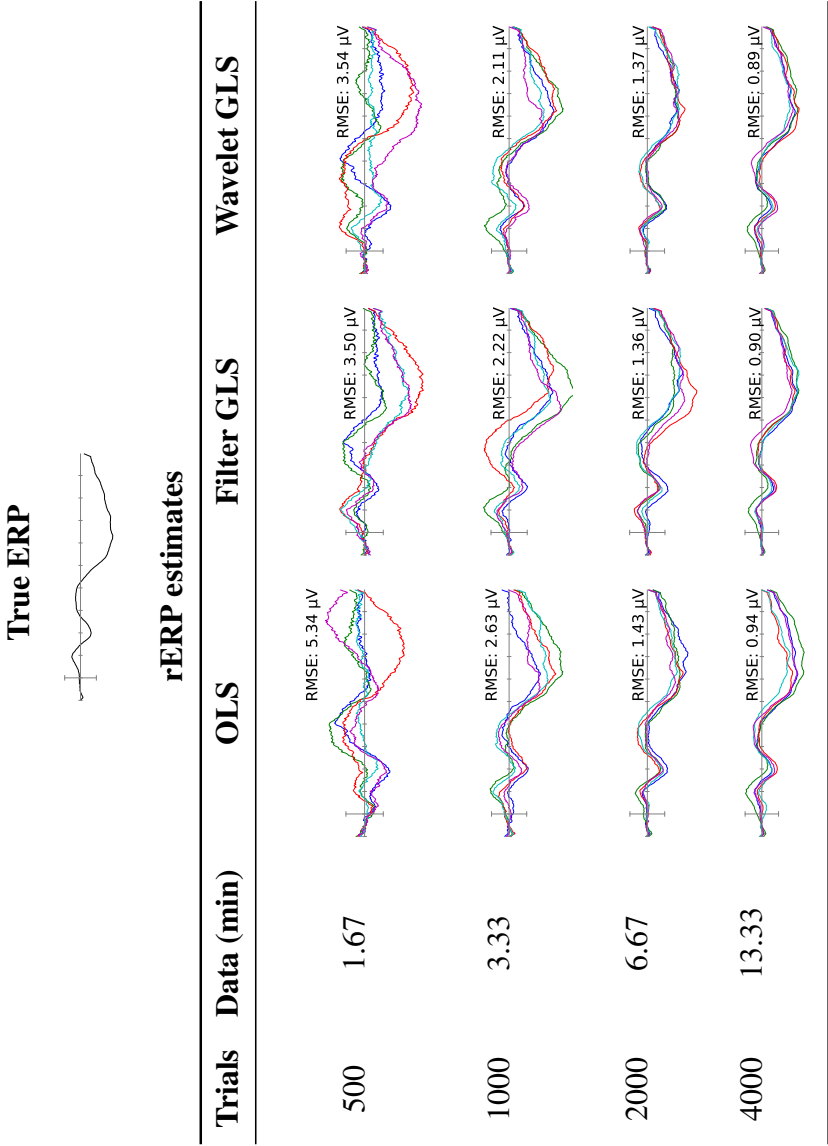 True ERP
rERP estimates
Trials Data (min) OLS Filter GLS Wavelet GLS
500 1.67 RMSE: 5.34 µV RMSE: 3.50 µV RMSE: 3.54 µV
1000 3.33 RMSE: 2.63 µV RMSE: 2.22 µV RMSE: 2.11 µV
2000 6.67 RMSE: 1.43 µV RMSE: 1.36 µV RMSE: 1.37 µV
4000 13.33 RMSE: 0.94 µV RMSE: 0.90 µV RMSE: 0.89 µV